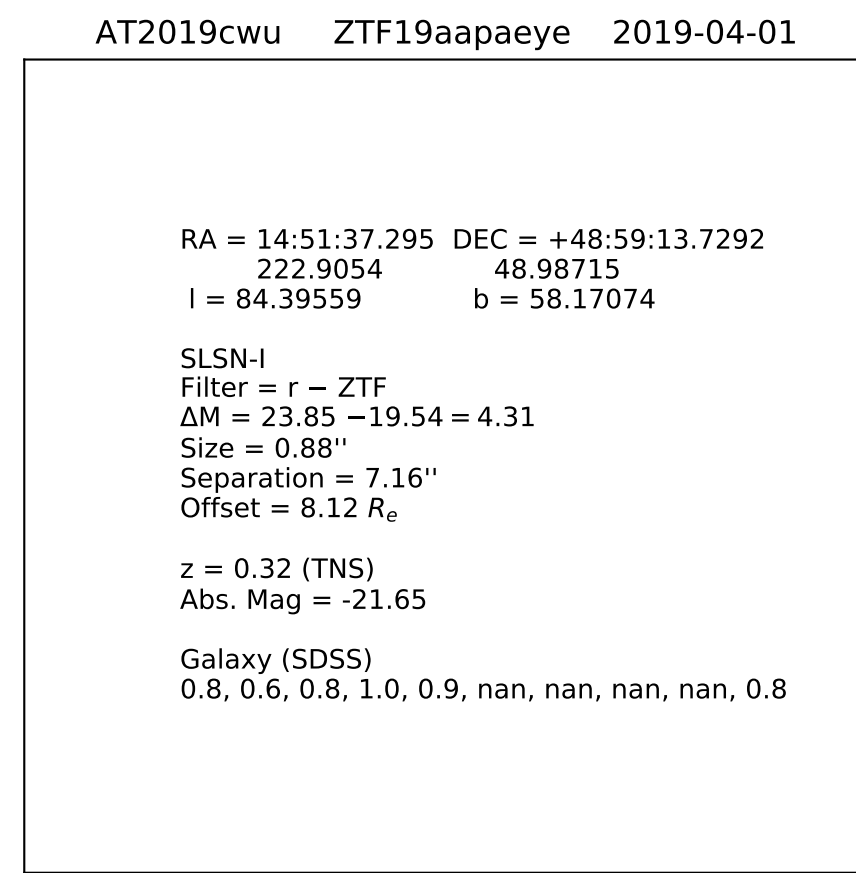 AT2019cwu ZTF19aapaeye 2019-04-01
RA = 14:51:37.295 DEC = +48:59:13.7292
222.9054 48.98715
l = 84.39559 b = 58.17074
SLSN-I
Filter = r − ZTF
ΔM = 23.85 −19.54 = 4.31
Size = 0.88''
Separation = 7.16''
Offset = 8.12 Re
z = 0.32 (TNS)
Abs. Mag = -21.65
Galaxy (SDSS)
0.8, 0.6, 0.8, 1.0, 0.9, nan, nan, nan, nan, 0.8